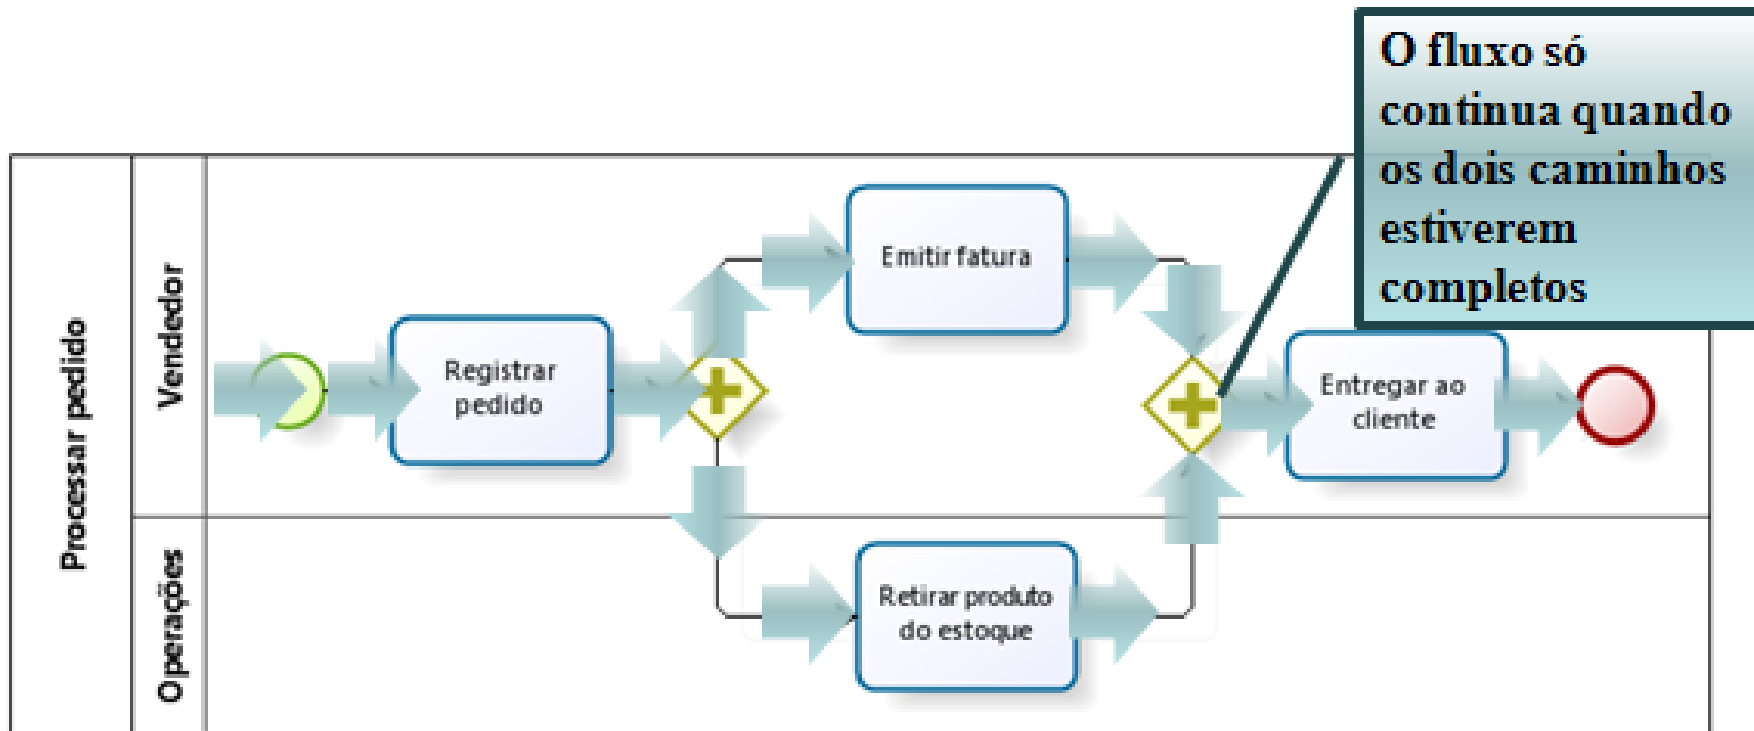 O fluxo só
continua quando
os dois caminhos
estiverem
completos
Processar pedido
Vendedor
Registrar
pedido
Emitir fatura
Entregar ao
cliente
Operações
Retirar produto
do estoque